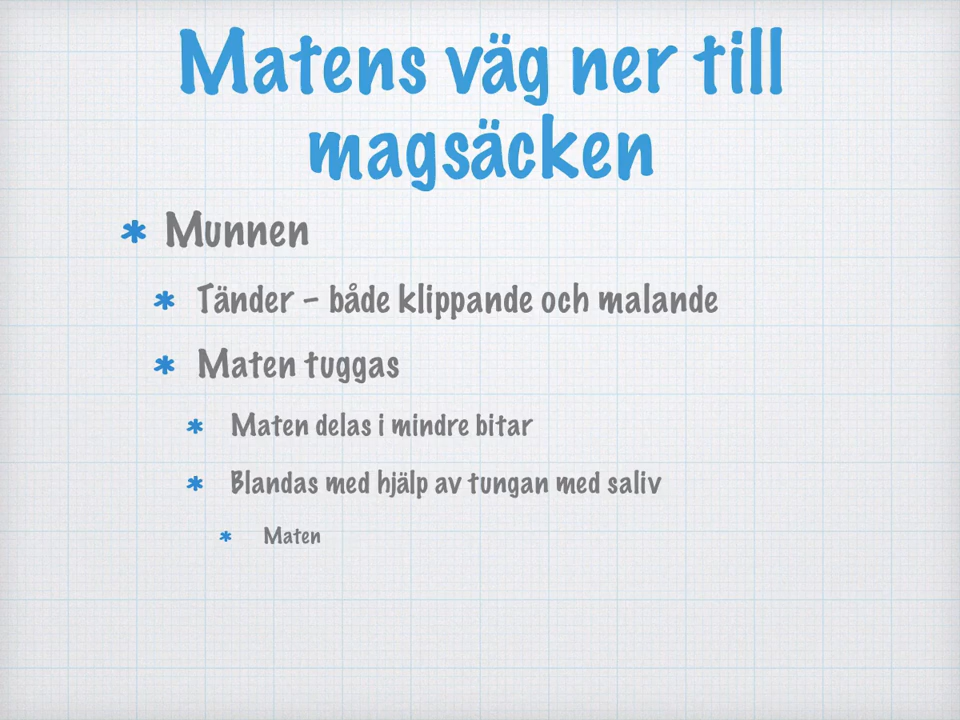 Matens väg ner till
magsäcken
* Munnen
* Tänder – både klippande och malande
* Maten tuggas
* Maten delas i mindre bitar
* Blandas med hjälp av tungan med saliv
* Maten